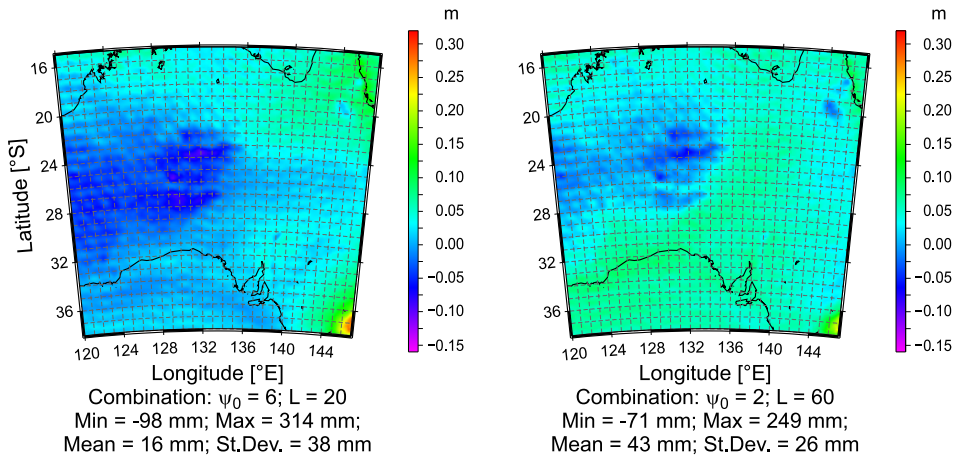 m
0.30
0.25
0.20
0.15
0.10
0.05
0.00
−0.05
−0.10
−0.15
16
20
24
28
32
36
Latitude [°S]
120 124 128 132 136 140 144
Longitude [°E]
Combination: ψ0 = 6; L = 20
Min = -98 mm; Max = 314 mm;
Mean = 16 mm; St.Dev. = 38 mm
m
0.30
0.25
0.20
0.15
0.10
0.05
0.00
−0.05
−0.10
−0.15
16
20
24
28
32
36
120 124 128 132 136 140 144
Longitude [°E]
Combination: ψ0 = 2; L = 60
Min = -71 mm; Max = 249 mm;
Mean = 43 mm; St.Dev. = 26 mm